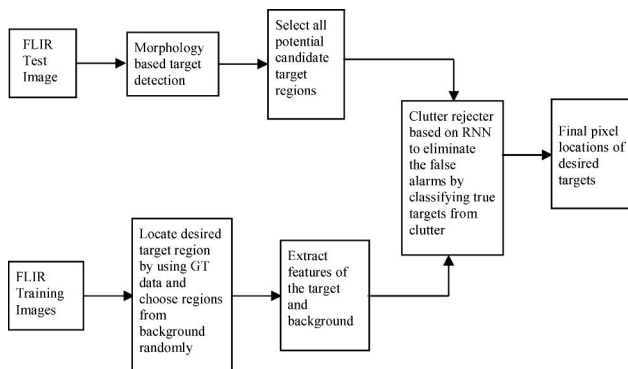 FLIR
Test
Image
Morphology
based target
detection
Select all
potential
candidate
target
regions
Clutter rejecter
based on RNN
to eliminate
the false
alarms by
classifying true
targets from
clutter
Final pixel
locations of
desired
targets
FLIR
Training
Images
Locate desired
target region
by using GT
data and
choose regions
from
background
randomly
Extract
features of
the target
and
background